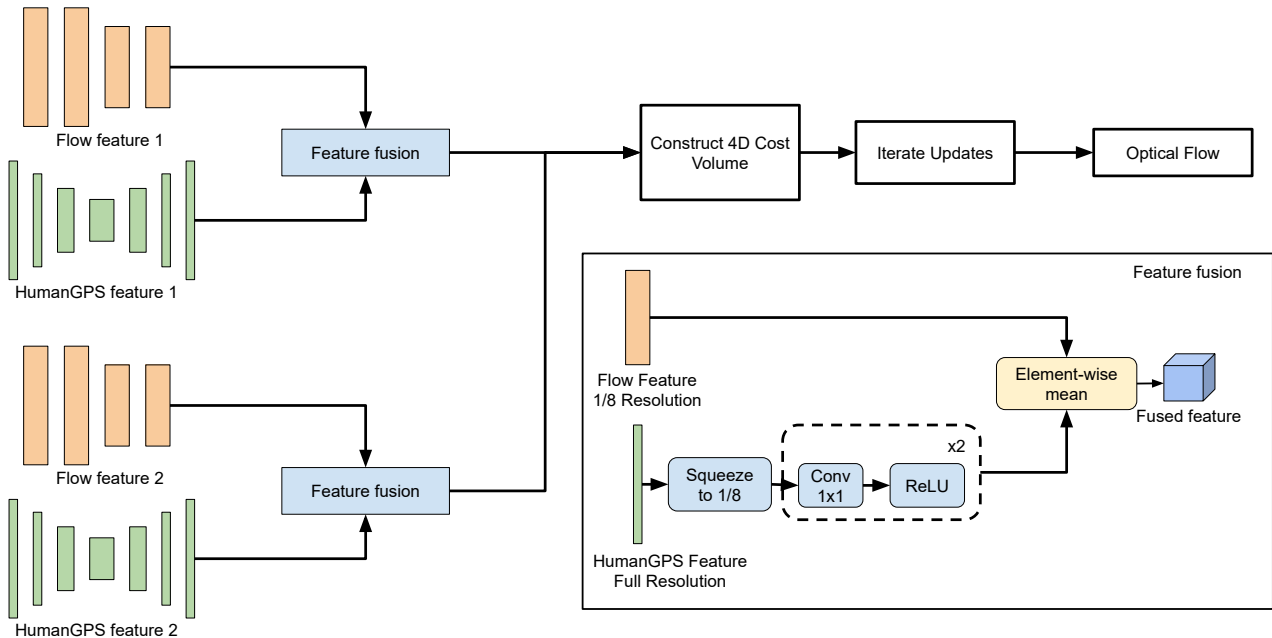 Flow feature 1
Feature fusion
HumanGPS feature 1
Construct 4D Cost
Volume
Iterate Updates
Optical Flow
Flow feature 2
Feature fusion
HumanGPS feature 2
Feature fusion
Flow Feature
1/8 Resolution
Element-wise
mean
Fused feature
x2
Squeeze
to 1/8
Conv
1x1
ReLU
HumanGPS Feature
Full Resolution